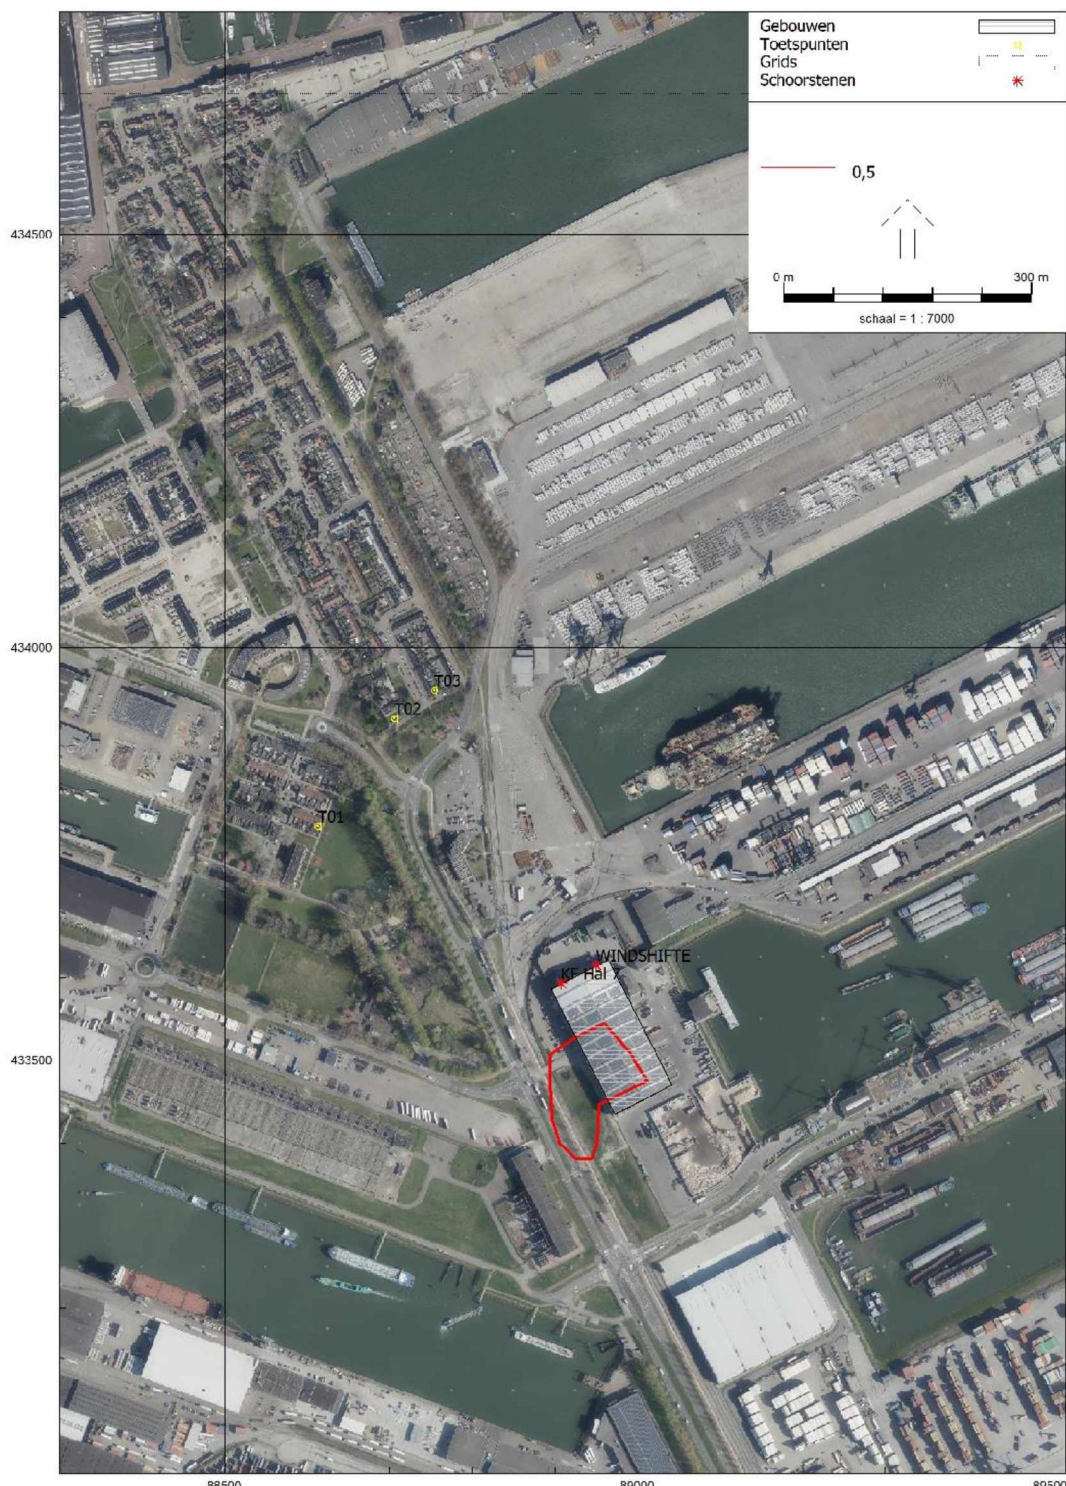 Gebouwen
Toetspunten
Grids
Schoorstenen
0,5
0 m 300 m
schaal = 1 : 7000
434500
434000
T03
T02
T01
WINDSHIFTE
KF Hal 7
433500
88500 89000 89500